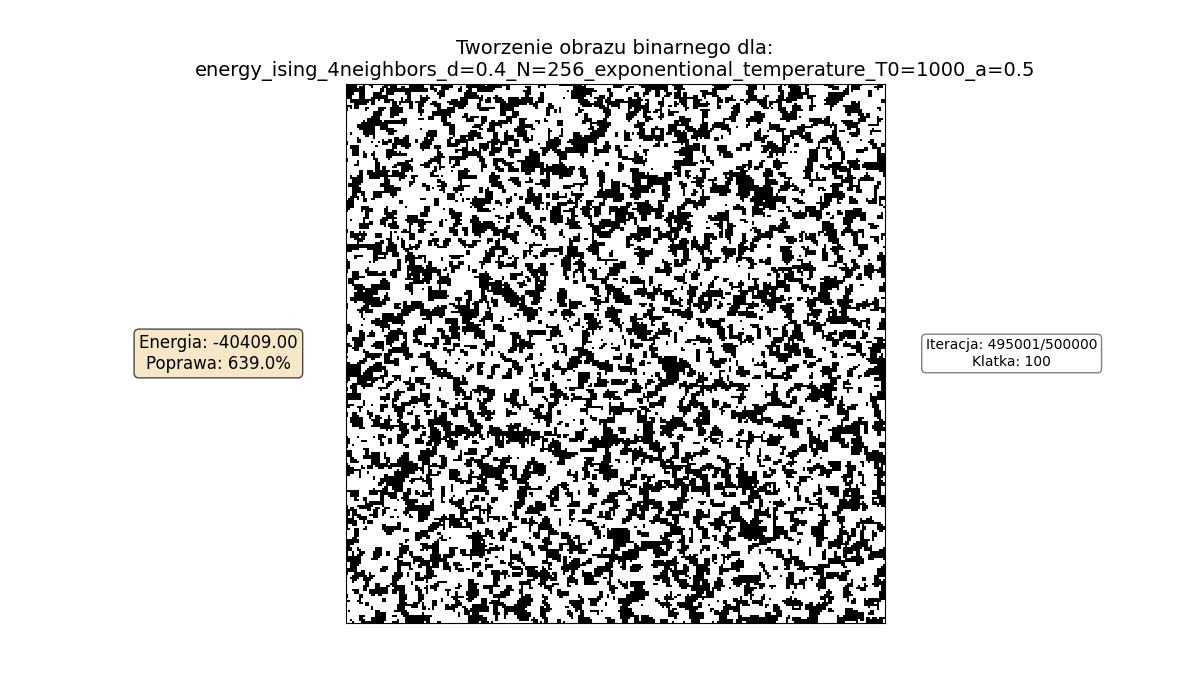 Tworzenie obrazu binarnego dla:
energy_ising_4neighbors_d=0.4_N=256_exponential_temperature_T0=1000_a=0.5
Energia: -40409.00
Poprawa: 639.0%
Iteracja: 495001/500000
Klatka: 100